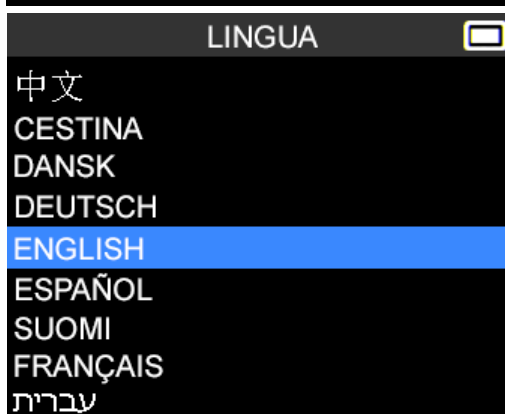 LINGUA
中文
CESTINA
DANSK
DEUTSCH
ENGLISH
ESPAÑOL
SUOMI
FRANÇAIS
עברית